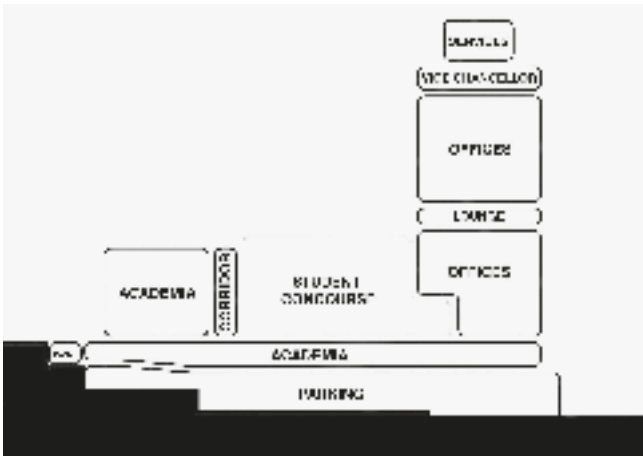 SERVICES
VICE CHANCELLOR
OFFICES
LOUNGE
OFFICES
ACADEMIA
CORRIDOR
STUDENT
CONCOURSE
ACADEMIA
PARKING